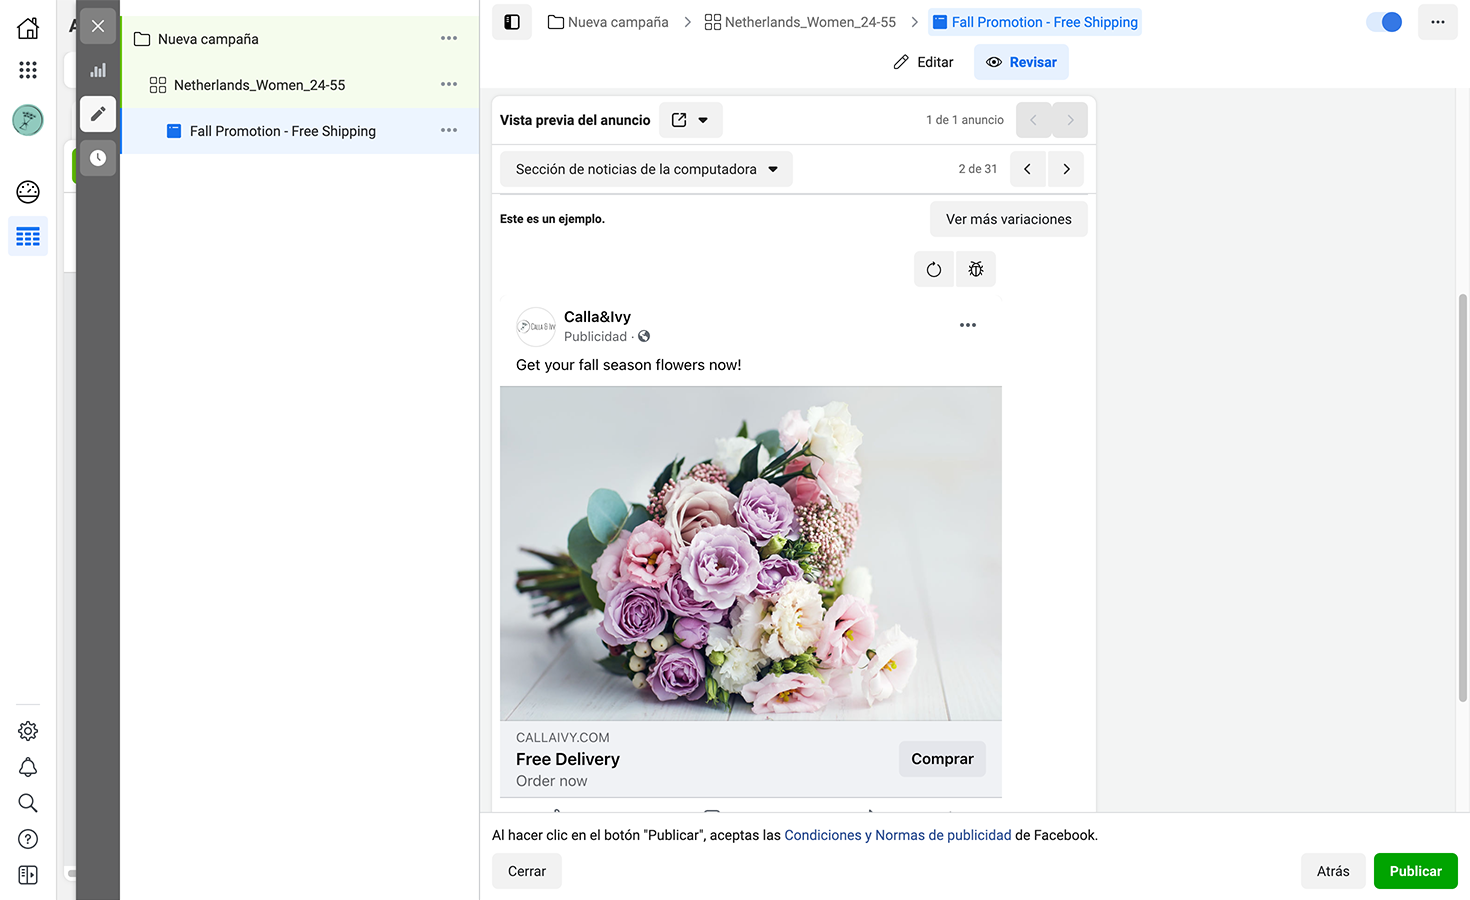 Nueva campaña
Netherlands_Women_24-55
Fall Promotion - Free Shipping
Nueva campaña > Netherlands_Women_24-55 > Fall Promotion - Free Shipping
Editar
Revisar
Vista previa del anuncio
1 de 1 anuncio
Sección de noticias de la computadora
2 de 31
Este es un ejemplo.
Ver más variaciones
CALLA & IVY
Calla&Ivy
Publicidad ·
Get your fall season flowers now!
CALLAIVY.COM
Free Delivery
Order now
Comprar
Al hacer clic en el botón "Publicar", aceptas las Condiciones y Normas de publicidad de Facebook.
Cerrar
Atrás
Publicar